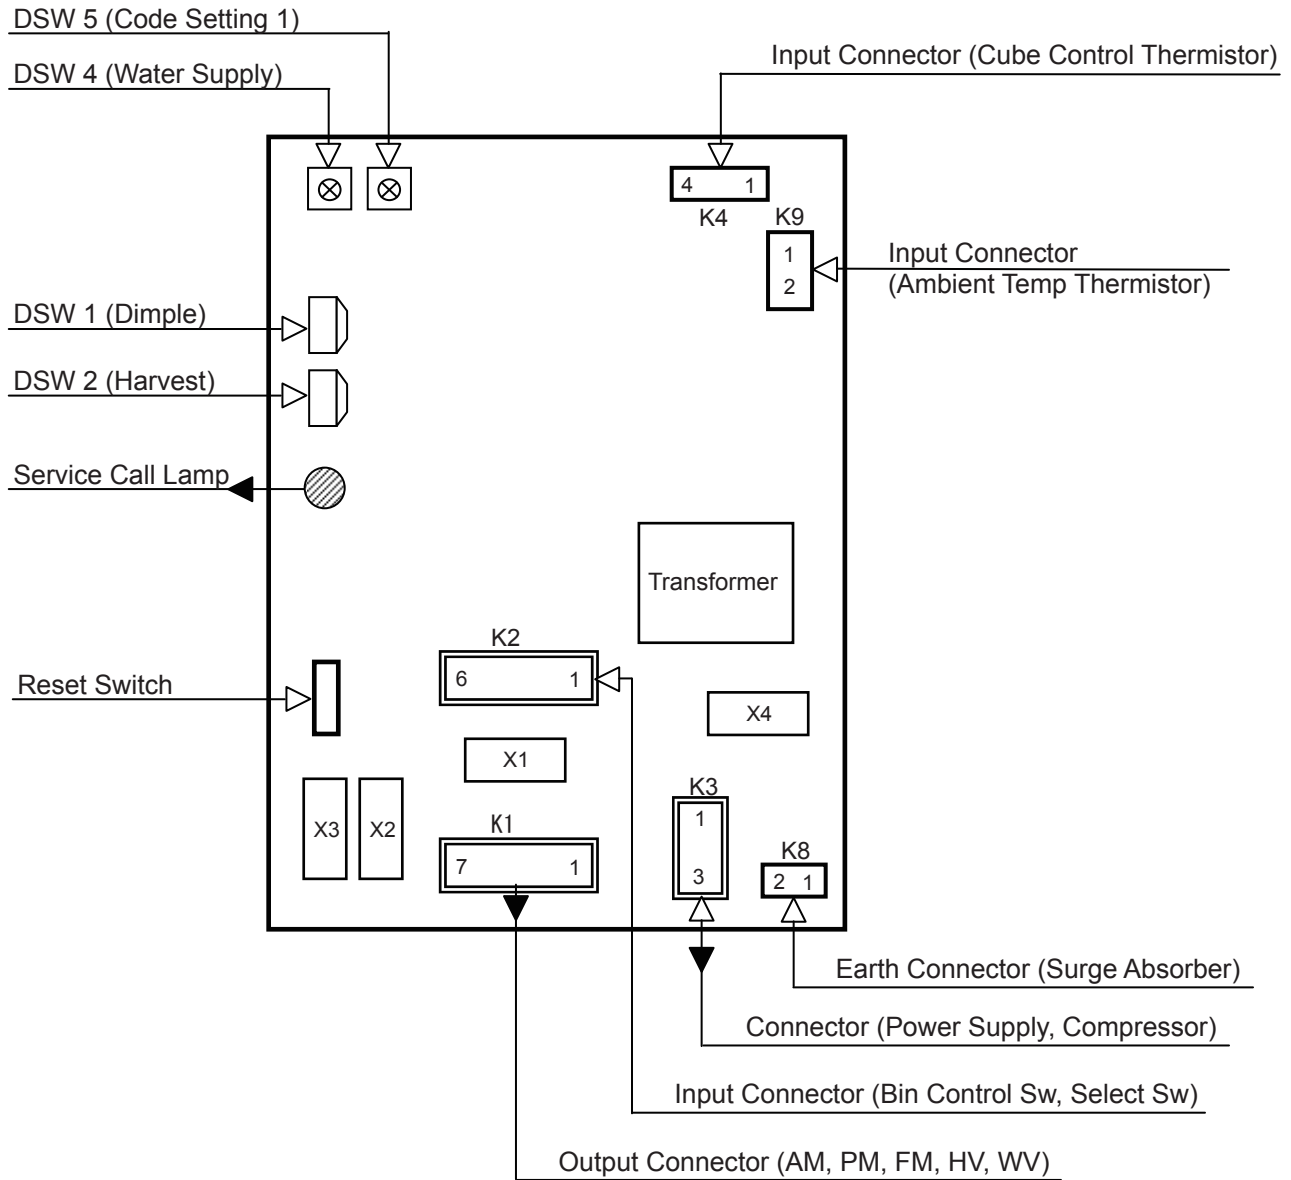 DSW 5 (Code Setting 1)
Input Connector (Cube Control Thermistor)
DSW 4 (Water Supply)
4 1
K4
K9
1
2
Input Connector
(Ambient Temp Thermistor)
DSW 1 (Dimple)
DSW 2 (Harvest)
Service Call Lamp
Transformer
K2
6 1
Reset Switch
X4
X1
K3
1
3
X3
X2
K1
7 1
K8
2 1
Earth Connector (Surge Absorber)
Connector (Power Supply, Compressor)
Input Connector (Bin Control Sw, Select Sw)
Output Connector (AM, PM, FM, HV, WV)